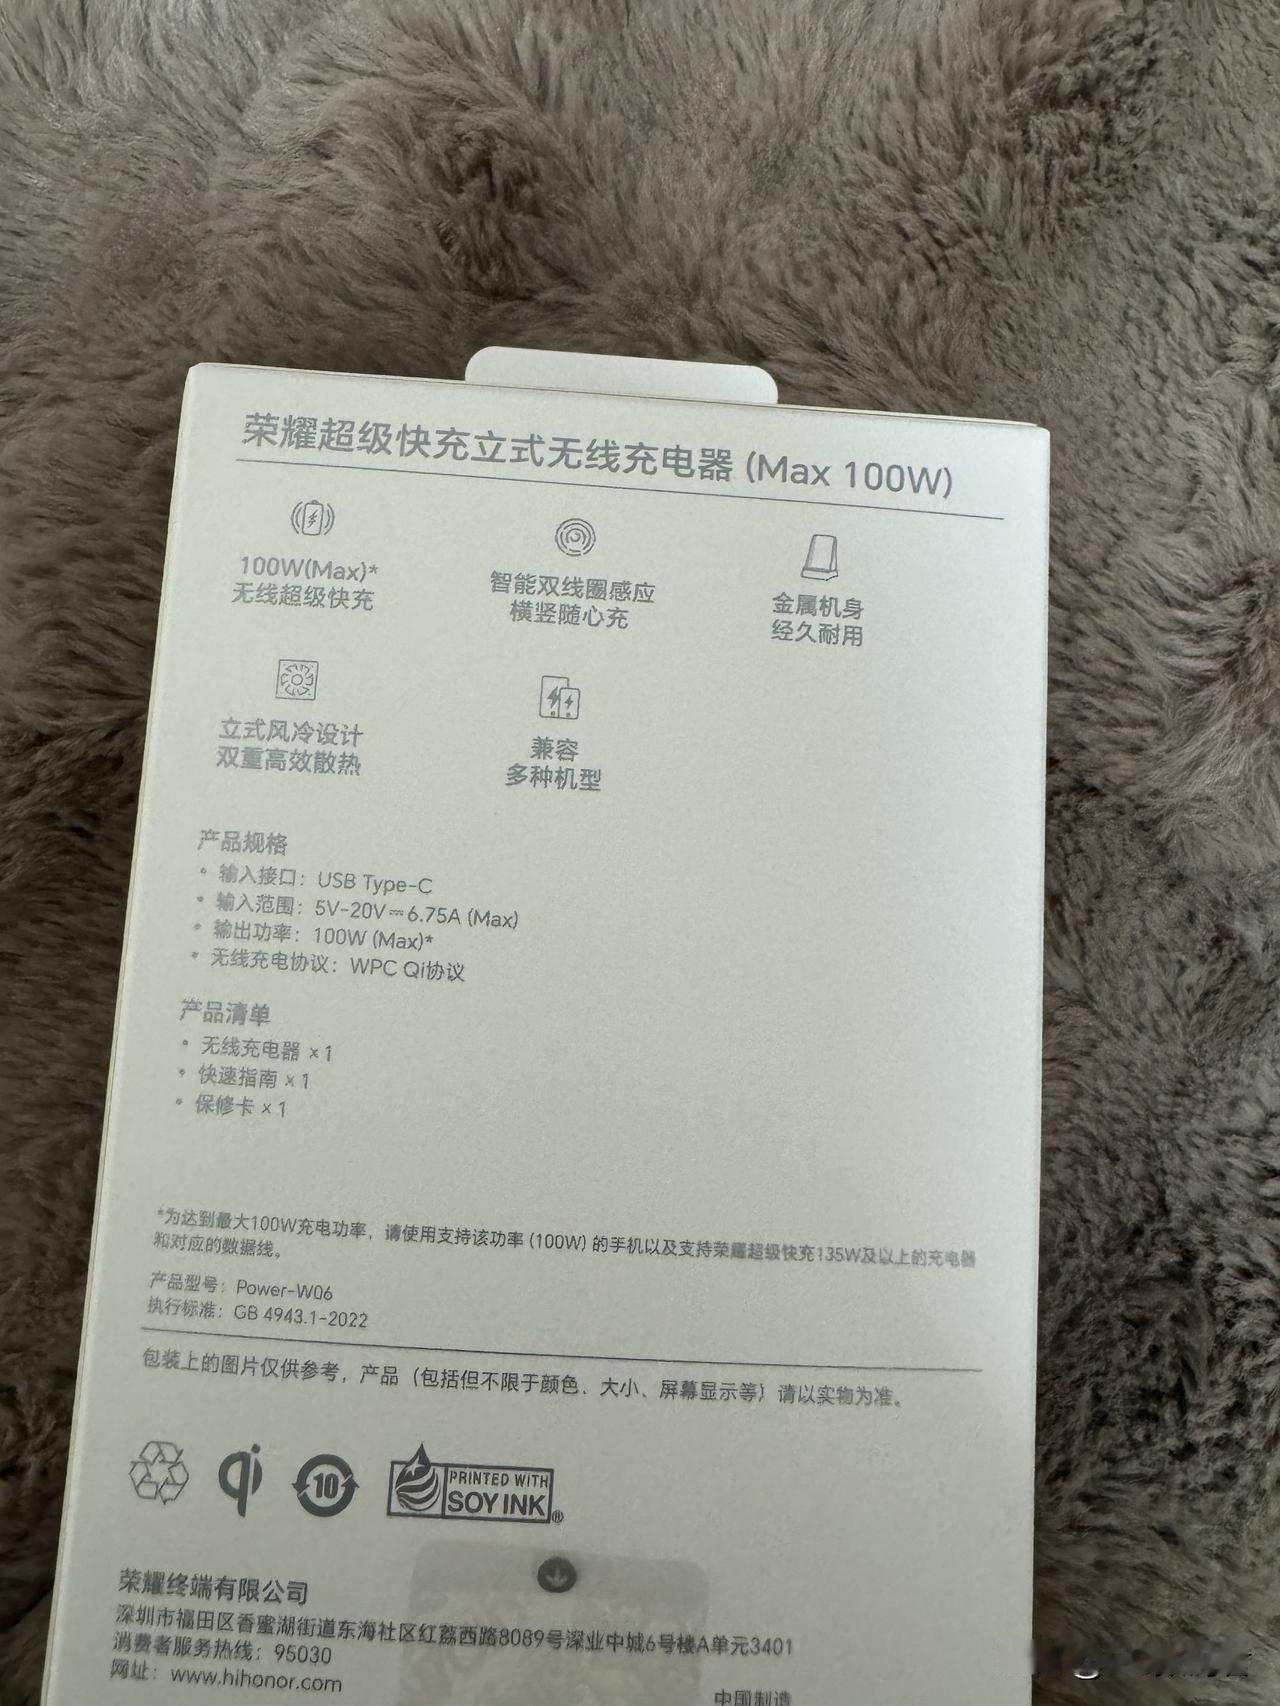 荣耀超级快充立式无线充电器 (Max 100W)
100W(Max)*
无线超级快充
智能双线圈感应
横竖随心充
金属机身
经久耐用
立式风冷设计
双重高效散热
兼容
多种机型
产品规格
• 输入接口：USB Type-C
• 输入范围：5V-20V⎓6.75A (Max)
• 输出功率：100W (Max)*
• 无线充电协议：WPC Qi协议
产品清单
• 无线充电器 x 1
• 快速指南 x 1
• 保修卡 x 1
*为达到最大100W充电功率，请使用支持该功率 (100W) 的手机以及支持荣耀超级快充135W及以上的充电器
和对应的数据线。
产品型号：Power-W06
执行标准：GB 4943.1-2022
包装上的图片仅供参考，产品（包括但不限于颜色、大小、屏幕显示等）请以实物为准。
qi
10
PRINTED WITH
SOY INK®
荣耀终端有限公司
深圳市福田区香蜜湖街道东海社区红荔西路8089号深业中城6号楼A单元3401
消费者服务热线：95030
网址：www.hihonor.com
中国制造